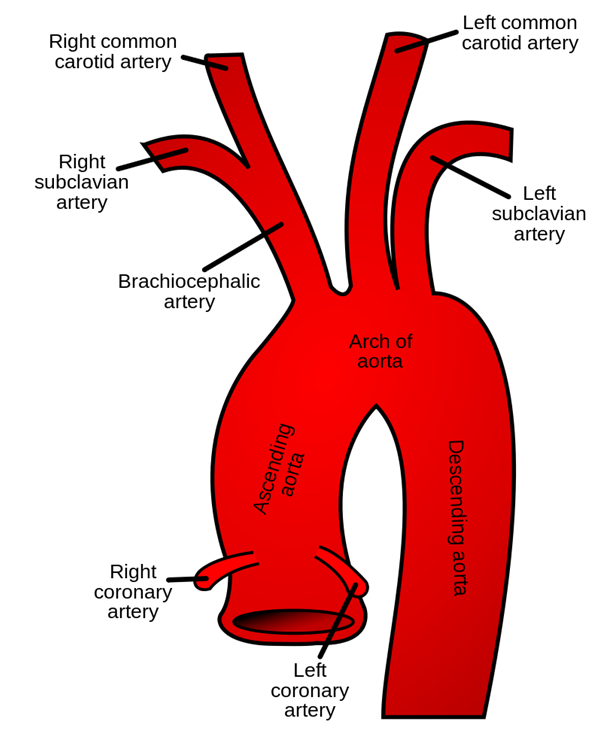 Right common
carotid artery
Left common
carotid artery
Right
subclavian
artery
Left
subclavian
artery
Brachiocephalic
artery
Arch of
aorta
Ascending
aorta
Descending aorta
Right
coronary
artery
Left
coronary
artery